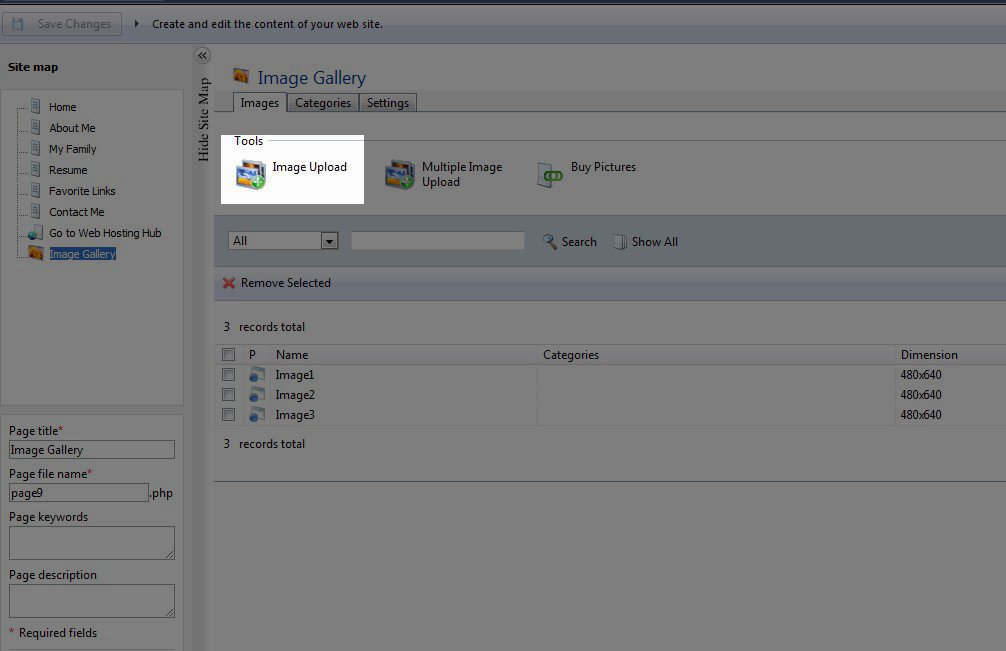 Save Changes Create and edit the content of your web site.
Site map
Home
About Me
My Family
Resume
Favorite Links
Contact Me
Go to Web Hosting Hub
Image Gallery
Page title*
Image Gallery
Page file name*
page9 .php
Page keywords
Page description
* Required fields
Hide Site Map
Image Gallery
Images Categories Settings
Tools
Image Upload
Multiple Image
Upload
Buy Pictures
All Search Show All
Remove Selected
3 records total
P Name Categories Dimension
Image1 480x640
Image2 480x640
Image3 480x640
3 records total